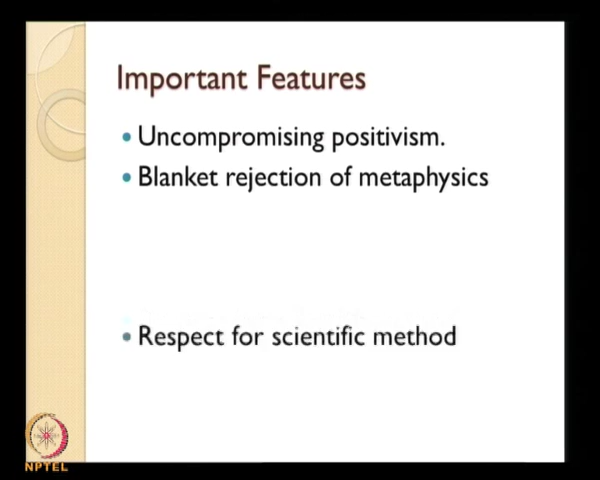 Important Features
Uncompromising positivism.
Blanket rejection of metaphysics
Respect for scientific method
NPTEL